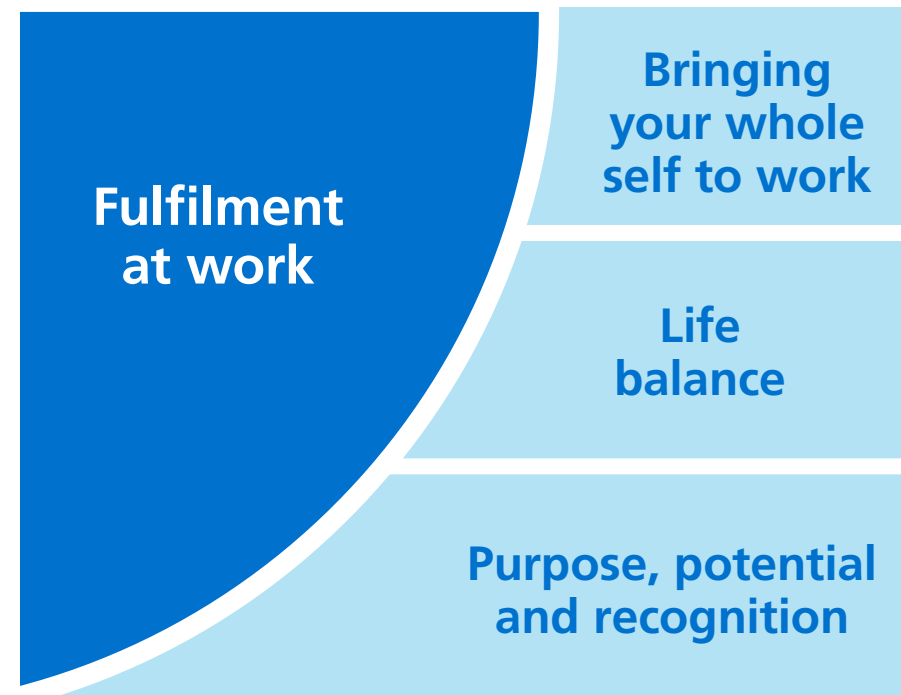 Fulfilment
at work
Bringing
your whole
self to work
Life
balance
Purpose, potential
and recognition